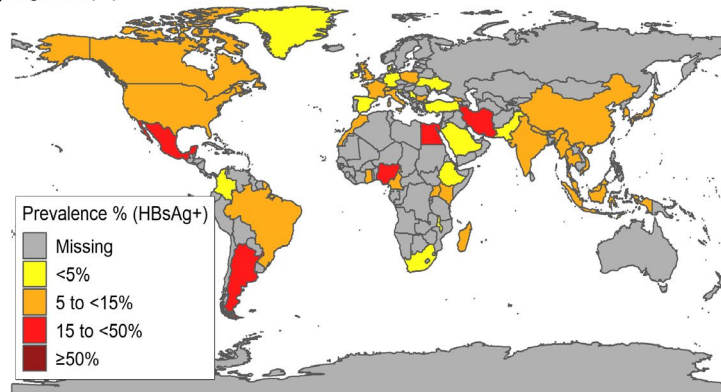 Prevalence % (HBsAg+)
Missing
<5%
5 to <15%
15 to <50%
≥50%